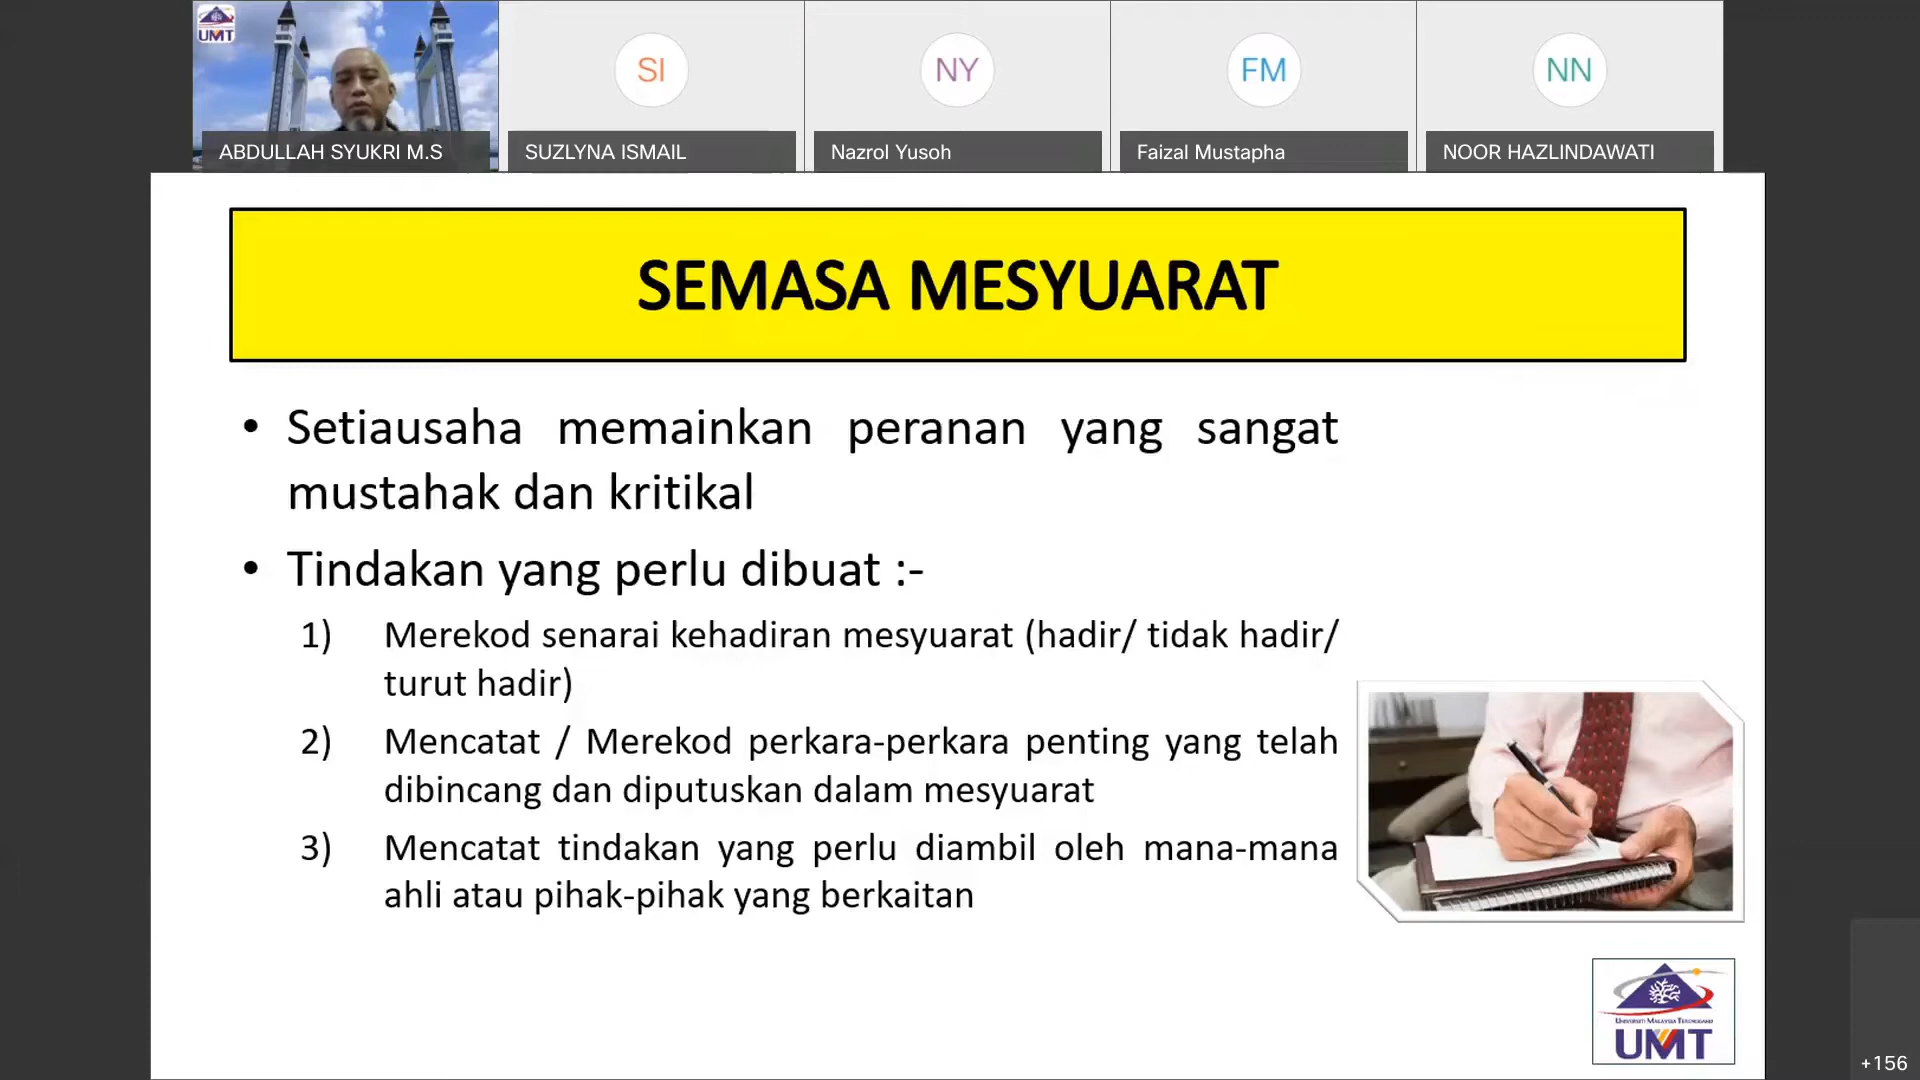 UMT
SI
NY
FM
NN
ABDULLAH SYUKRI M.S
SUZLYNA ISMAIL
Nazrol Yusoh
Faizal Mustapha
NOOR HAZLINDAWATI
SEMASA MESYUARAT
• Setiausaha memainkan peranan yang sangat
mustahak dan kritikal
• Tindakan yang perlu dibuat :-
1) Merekod senarai kehadiran mesyuarat (hadir/ tidak hadir/
turut hadir)
2) Mencatat / Merekod perkara-perkara penting yang telah
dibincang dan diputuskan dalam mesyuarat
3) Mencatat tindakan yang perlu diambil oleh mana-mana
ahli atau pihak-pihak yang berkaitan
UNIVERSITI MALAYSIA TERENGGANU
UMT
+156